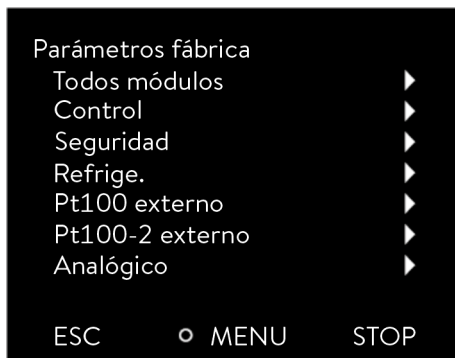 Parámetros fábrica
Todos módulos
Control
Seguridad
Refrige.
Pt100 externo
Pt100-2 externo
Analógico
ESC MENU STOP